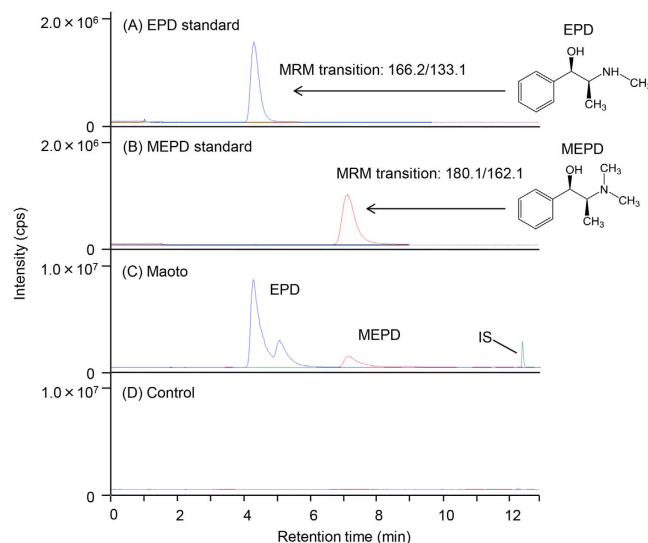 2.0 × 10⁶
(A) EPD standard
EPD
OH
MRM transition: 166.2/133.1
NH
CH₃
CH₃
0
2.0 × 10⁶
(B) MEPD standard
MEPD
OH
CH₃
MRM transition: 180.1/162.1
N
CH₃
CH₃
0
Intensity (cps)
1.0 × 10⁷
(C) Maoto
EPD
MEPD
IS
0
1.0 × 10⁷
(D) Control
0
0 2 4 6 8 10 12
Retention time (min)